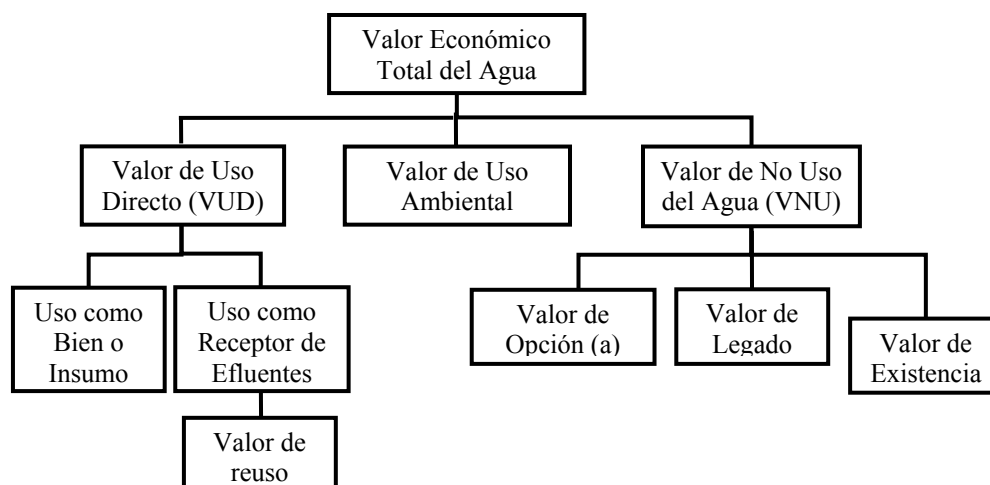 Valor Económico
Total del Agua
Valor de Uso
Directo (VUD)
Valor de Uso
Ambiental
Valor de No Uso
del Agua (VNU)
Uso como
Bien o
Insumo
Uso como
Receptor de
Efluentes
Valor de
Opción (a)
Valor de
Legado
Valor de
Existencia
Valor de
reuso